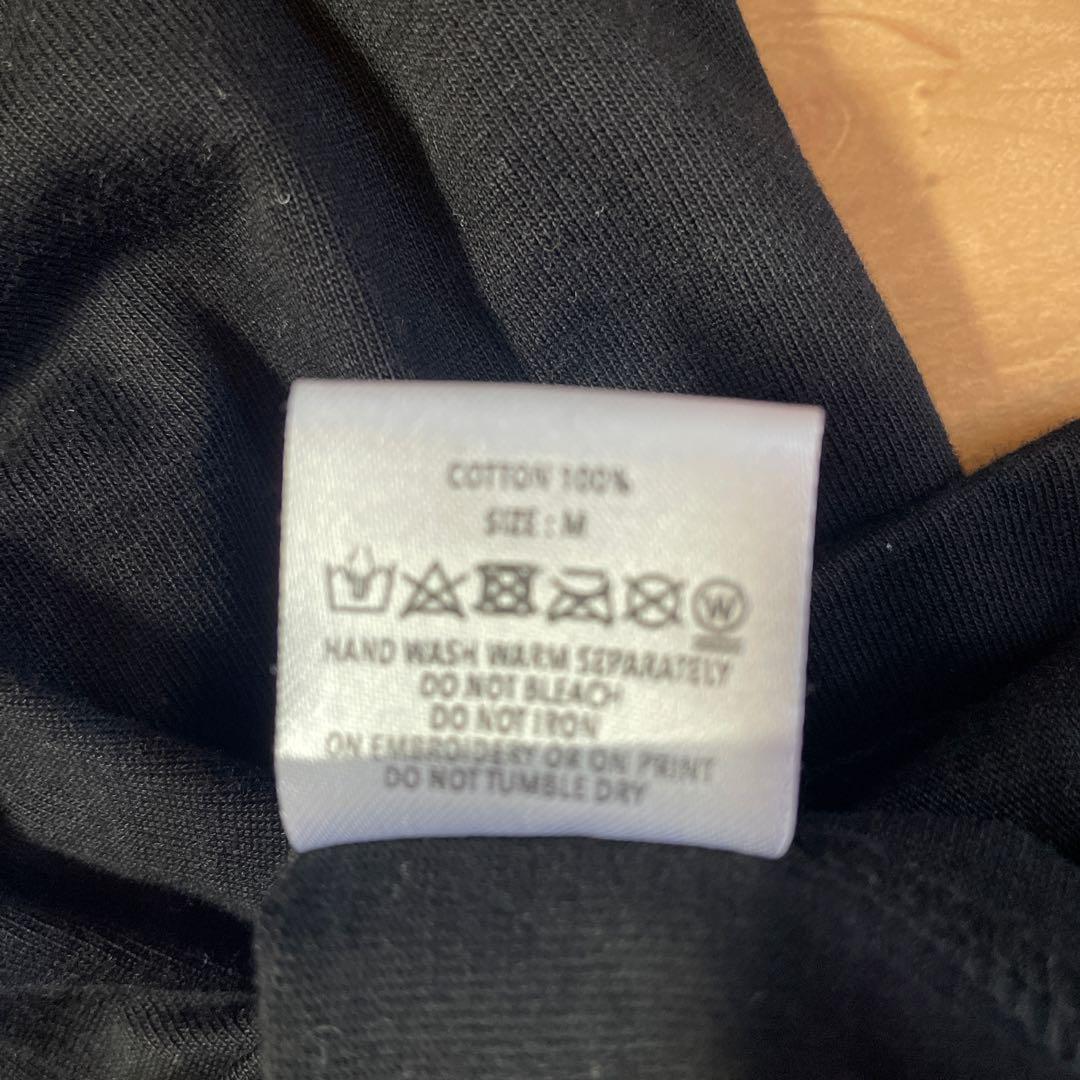 COTTON 100%
SIZE : M
W
HAND WASH WARM SEPARATELY
DO NOT BLEACH
DO NOT IRON
ON EMBROIDERY OR ON PRINT
DO NOT TUMBLE DRY